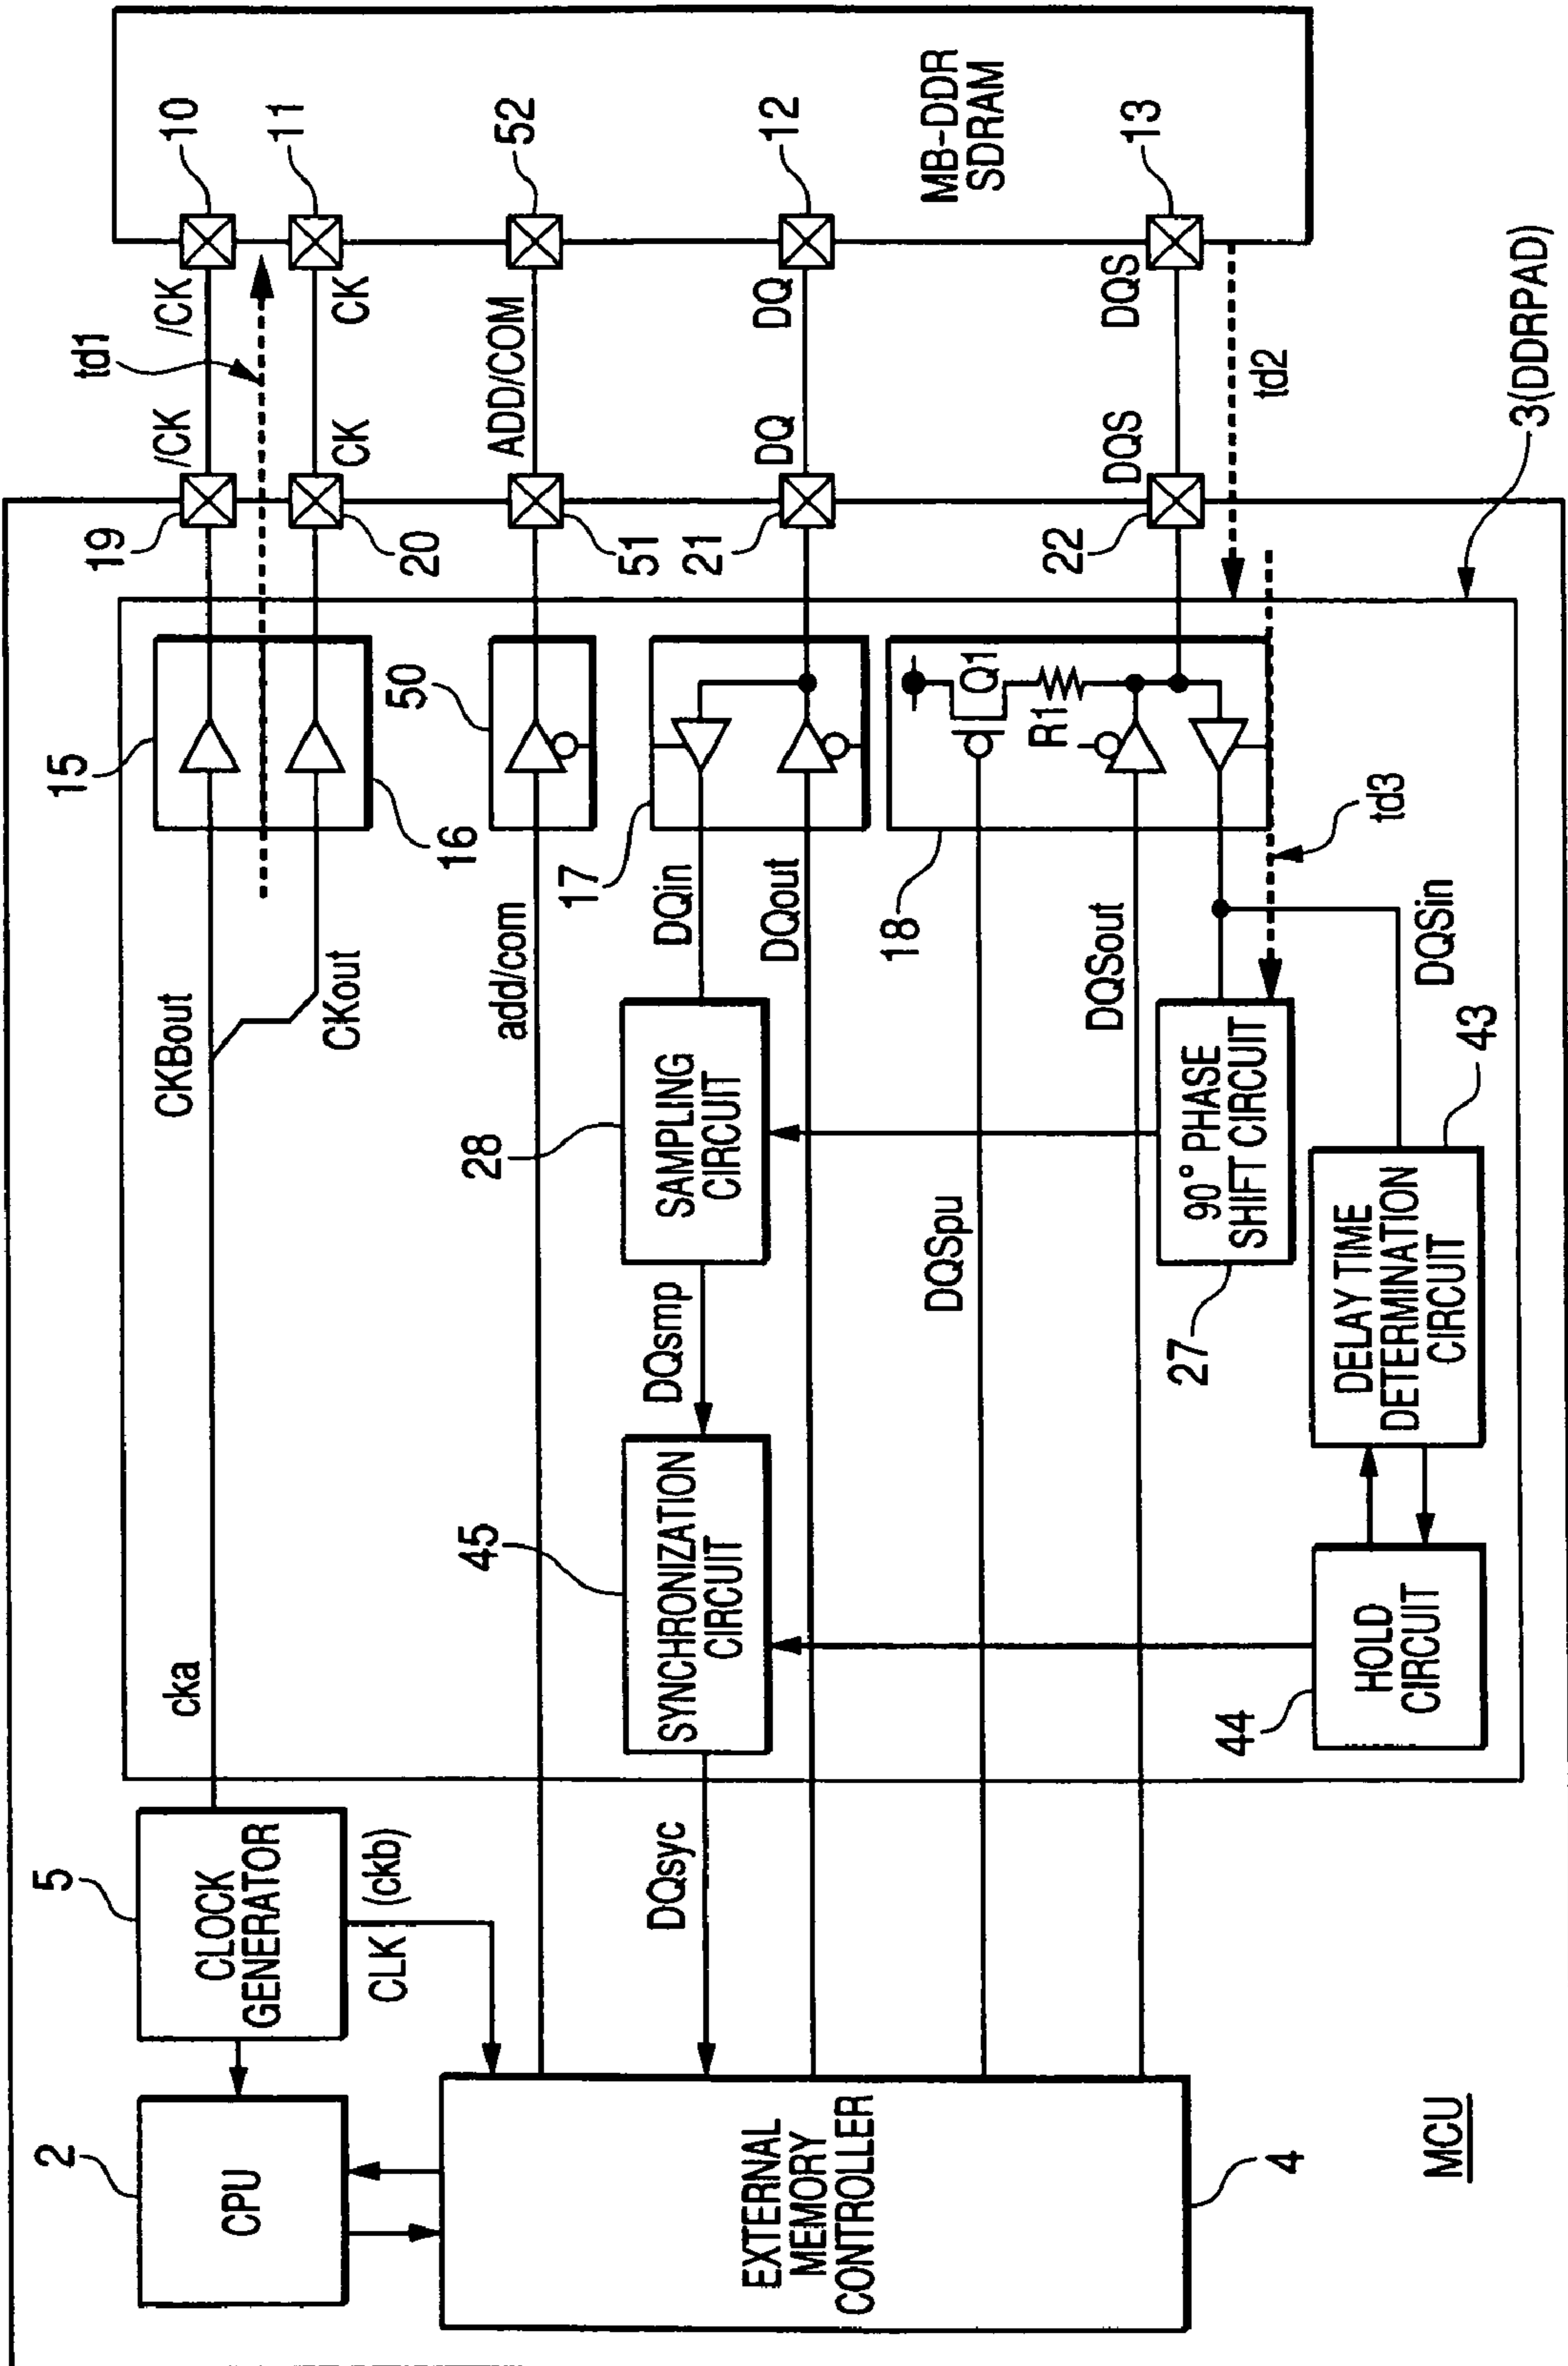 2
CPU
5
CLOCK
GENERATOR
CLK
(ckb)
EXTERNAL
MEMORY
CONTROLLER
4
MCU
cka
CKBout
CKout
15
16
19
/CK
20
CK
td1
/CK
10
CK
11
add/com
50
51
ADD/COM
52
DQsyc
45
SYNCHRONIZATION
CIRCUIT
DQsmp
28
SAMPLING
CIRCUIT
DQin
DQout
17
21
DQ
DQ
12
DQSpu
DQSout
18
Q1
R1
22
DQS
DQS
13
MB-DDR
SDRAM
27
90° PHASE
SHIFT CIRCUIT
td3
td2
DQSin
43
DELAY TIME
DETERMINATION
CIRCUIT
44
HOLD
CIRCUIT
3(DDRPAD)